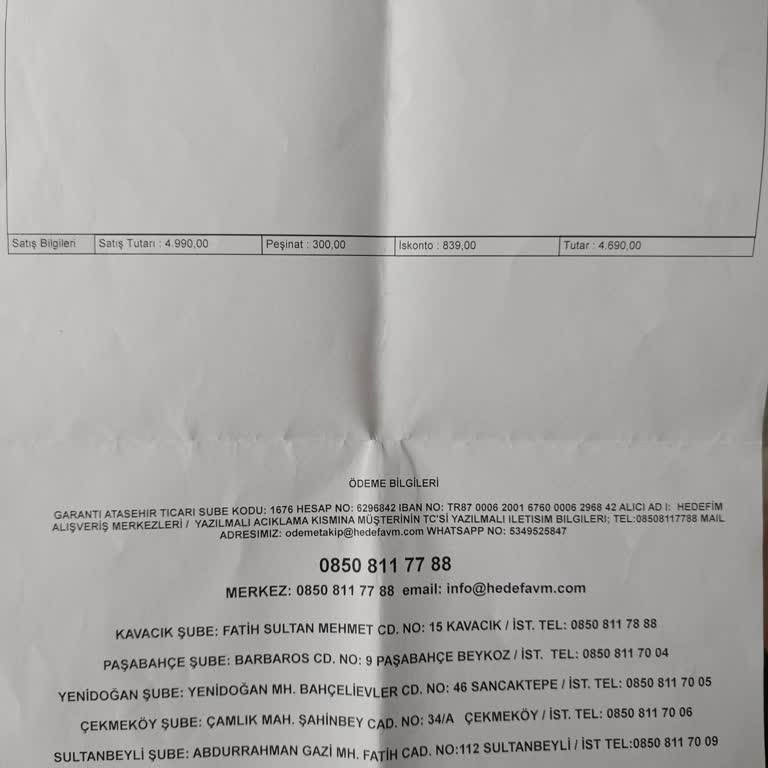 Satış Bilgileri Satış Tutarı : 4.990,00 Peşinat : 300,00 İskonto : 839,00 Tutar : 4.690,00
ÖDEME BİLGİLERİ
GARANTI ATASEHIR TICARI SUBE KODU: 1676 HESAP NO: 6296842 IBAN NO: TR87 0006 2001 6760 0006 2968 42 ALICI AD I: HEDEFİM
ALIŞVERİŞ MERKEZLERİ / YAZILMALI ACIKLAMA KISMINA MÜŞTERİNİN TC'Sİ YAZILMALI ILETISIM BILGILERI; TEL:08508117788 MAIL
ADRESIMIZ: odemetakip@hedefavm.com WHATSAPP NO: 5349525847
0850 811 77 88
MERKEZ: 0850 811 77 88 email: info@hedefavm.com
KAVACIK ŞUBE: FATİH SULTAN MEHMET CD. NO: 15 KAVACIK / İST. TEL: 0850 811 78 88
PAŞABAHÇE ŞUBE: BARBAROS CD. NO: 9 PAŞABAHÇE BEYKOZ / İST. TEL: 0850 811 70 04
YENİDOĞAN ŞUBE: YENİDOĞAN MH. BAHÇELİEVLER CD. NO: 46 SANCAKTEPE / İST. TEL: 0850 811 70 05
ÇEKMEKÖY ŞUBE: ÇAMLIK MAH. ŞAHİNBEY CAD. NO: 34/A ÇEKMEKÖY / İST. TEL: 0850 811 70 06
SULTANBEYLİ ŞUBE: ABDURRAHMAN GAZİ MH. FATİH CAD. NO:112 SULTANBEYLİ / İST TEL:0850 811 70 09